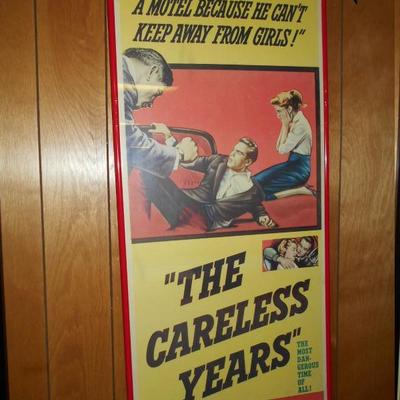 A MOTEL BECAUSE HE CAN'T
KEEP AWAY FROM GIRLS!"
"THE
CARELESS
YEARS"
THE
MOST
DAN-
GEROUS
TIME
OF ALL!